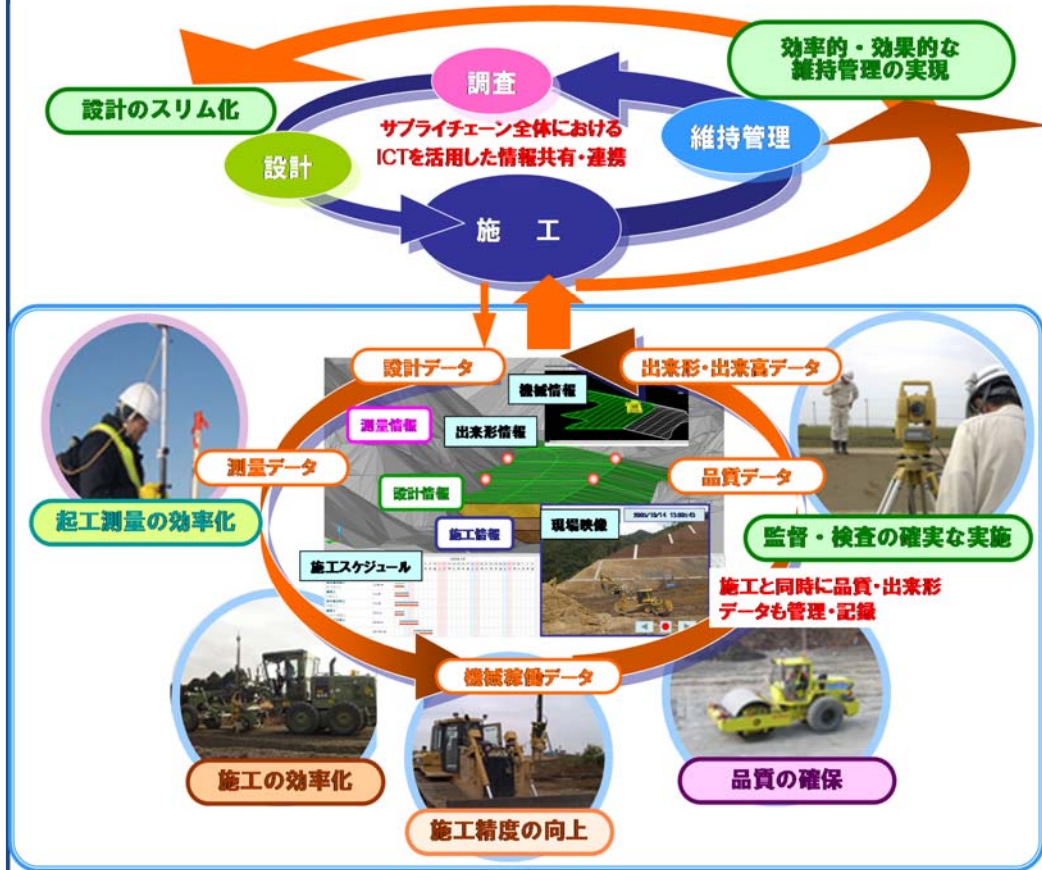 効率的・効果的な
維持管理の実現
調査
設計のスリム化
サプライチェーン全体における
ICTを活用した情報共有・連携
維持管理
設計
施 工
設計データ
出来形・出来高データ
機械情報
測量情報
出来形情報
測量データ
品質データ
設計情報
起工測量の効率化
施工情報
現場映像
監督・検査の確実な実施
施工スケジュール
施工と同時に品質・出来形
データも管理・記録
機械稼働データ
施工の効率化
品質の確保
施工精度の向上